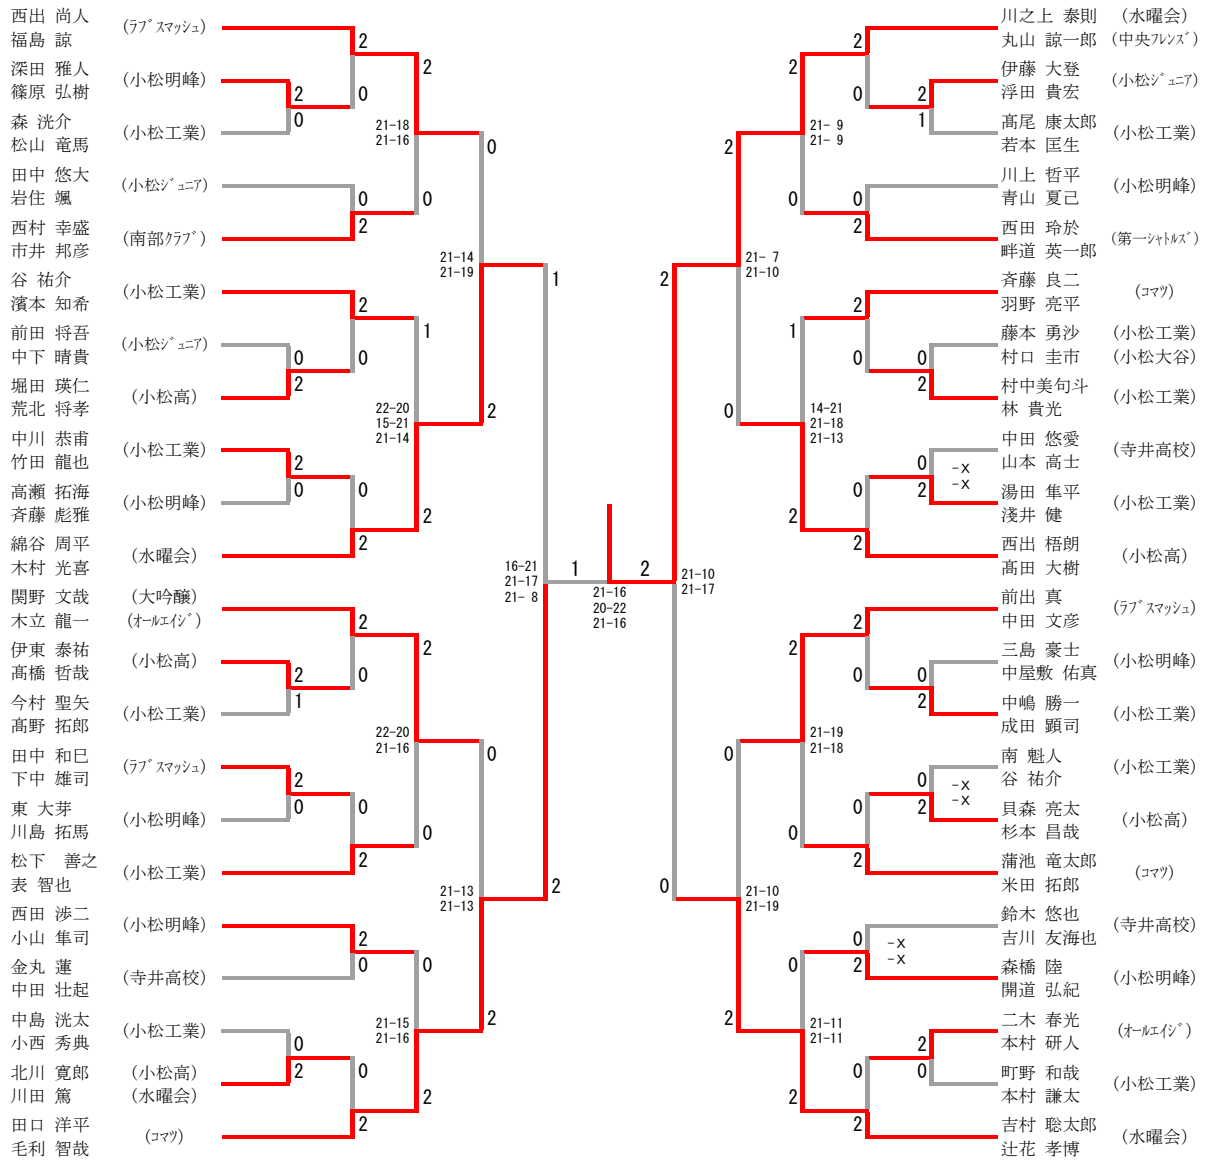 西出 尚人
福島 諒
(ラブスマッシュ)
深田 雅人
篠原 弘樹
(小松明峰)
森 洸介
松山 竜馬
(小松工業)
田中 悠大
岩住 颯
(小松ジュニア)
西村 幸盛
市井 邦彦
(南部クラブ)
谷 祐介
濱本 知希
(小松工業)
前田 将吾
中下 晴貴
(小松ジュニア)
堀田 瑛仁
荒北 将孝
(小松高)
中川 恭甫
竹田 龍也
(小松工業)
高瀬 拓海
斉藤 彪雅
(小松明峰)
綿谷 周平
木村 光喜
(水曜会)
関野 文哉 (大吟醸)
木立 龍一 (オールエイジ)
伊東 泰祐
髙橋 哲哉
(小松高)
今村 聖矢
髙野 拓郎
(小松工業)
田中 和巳
下中 雄司
(ラブスマッシュ)
東 大芽
川島 拓馬
(小松明峰)
松下 善之
表 智也
(小松工業)
西田 渉二
小山 隼司
(小松明峰)
金丸 蓮
中田 壮起
(寺井高校)
中島 洸太
小西 秀典
(小松工業)
北川 寛郎 (小松高)
川田 篤 (水曜会)
田口 洋平
毛利 智哉
(コマツ)
2
0
0
2
2
0
0
2
0
2
2
0
0
2
2
0
2
1
2
0
0
2
2
0
2
0
2
0
0
2
2
0
0
2
2
0
1
2
2
0
0
2
0
2
0
2
1
2
21-18
21-16
22-20
15-21
21-14
22-20
21-16
21-15
21-16
21-14
21-19
21-13
21-13
16-21
21-17
21- 8
1
2
21-16
20-22
21-16
21-10
21-17
2
0
21- 7
21-10
21-10
21-19
2
0
0
2
21- 9
21- 9
14-21
21-18
21-13
21-19
21-18
21-11
21-11
2
0
1
2
2
0
0
2
2
0
0
2
2
0
0
2
2
0
0
2
0
2
0
2
2
1
0
2
0
2
-X
-X
0
2
0
2
-X
-X
-X
-X
2
0
川之上 泰則 (水曜会)
丸山 諒一郎 (中央フレンズ)
伊藤 大登
浮田 貴宏
(小松ジュニア)
髙尾 康太郎
若本 匡生
(小松工業)
川上 哲平
青山 夏己
(小松明峰)
西田 玲於
畔道 英一郎
(第一シャトルズ)
斉藤 良二
羽野 亮平
(コマツ)
藤本 勇沙 (小松工業)
村口 圭市 (小松大谷)
村中美句斗
林 貴光
(小松工業)
中田 悠愛
山本 高士
(寺井高校)
湯田 隼平
淺井 健
(小松工業)
西出 梧朗
髙田 大樹
(小松高)
前出 真
中田 文彦
(ラブスマッシュ)
三島 豪士
中屋敷 佑真
(小松明峰)
中嶋 勝一
成田 顕司
(小松工業)
南 魁人
谷 祐介
(小松工業)
貝森 亮太
杉本 昌哉
(小松高)
蒲池 竜太郎
米田 拓郎
(コマツ)
鈴木 悠也
吉川 友海也
(寺井高校)
森橋 陸
開道 弘紀
(小松明峰)
二木 春光
本村 研人
(オールエイジ)
町野 和哉
本村 謙太
(小松工業)
吉村 聡太郎
辻花 孝博
(水曜会)